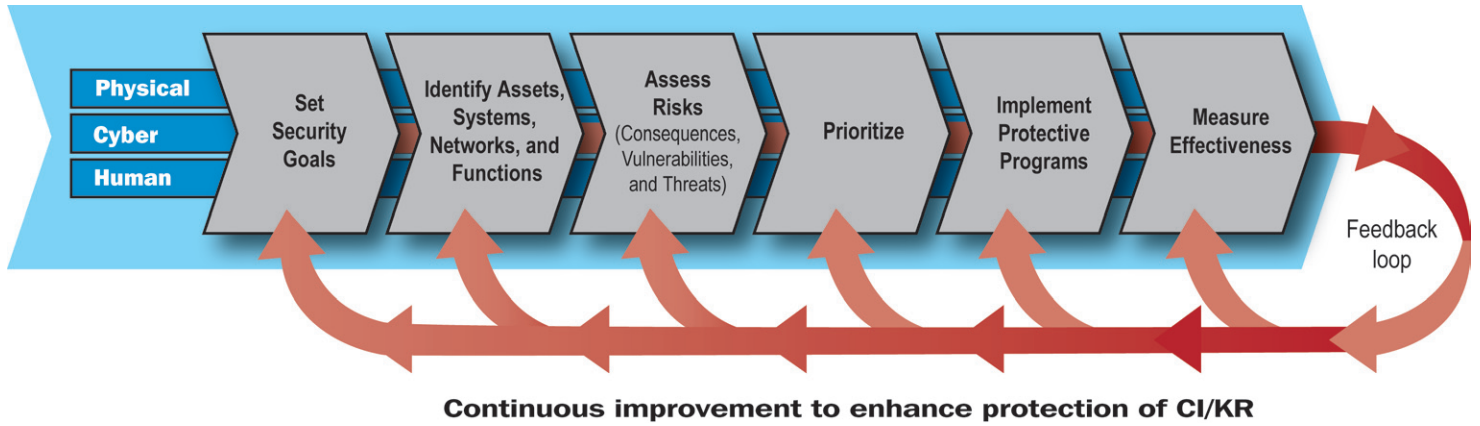 Physical
Cyber
Human
Set
Security
Goals
Identify Assets,
Systems,
Networks, and
Functions
Assess
Risks
(Consequences,
Vulnerabilities,
and Threats)
Prioritize
Implement
Protective
Programs
Measure
Effectiveness
Feedback
loop
Continuous improvement to enhance protection of CI/KR